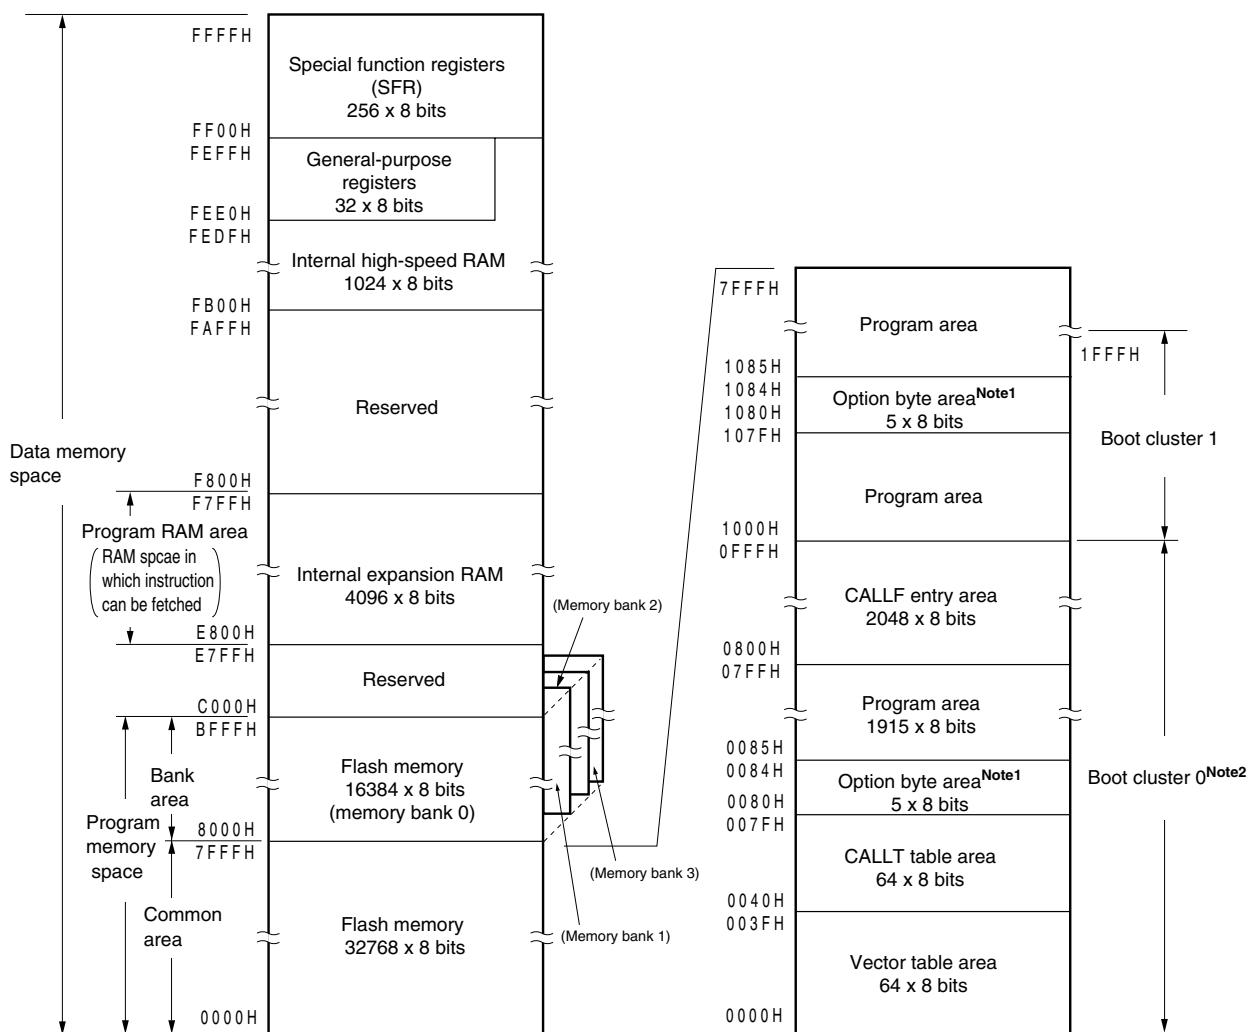 FFFFH
Special function registers
(SFR)
256 x 8 bits
FF00H
FEFFH
General-purpose
registers
32 x 8 bits
FEE0H
FEDFH
Internal high-speed RAM
1024 x 8 bits
FB00H
FAFFH
Reserved
Data memory
space
F800H
F7FFH
Program RAM area
RAM spcae in
which instruction
can be fetched
Internal expansion RAM
4096 x 8 bits
E800H
E7FFH
Reserved
C000H
BFFFH
Bank
area
Flash memory
16384 x 8 bits
(memory bank 0)
Program
memory
space
8000H
7FFFH
Common
area
Flash memory
32768 x 8 bits
0000H
(Memory bank 2)
(Memory bank 3)
(Memory bank 1)
7FFFH
Program area
1FFFH
1085H
1084H
Option byte areaNote1
5 x 8 bits
1080H
107FH
Boot cluster 1
Program area
1000H
0FFFH
CALLF entry area
2048 x 8 bits
0800H
07FFH
Program area
1915 x 8 bits
0085H
0084H
Option byte areaNote1
5 x 8 bits
Boot cluster 0Note2
0080H
007FH
CALLT table area
64 x 8 bits
0040H
003FH
Vector table area
64 x 8 bits
0000H